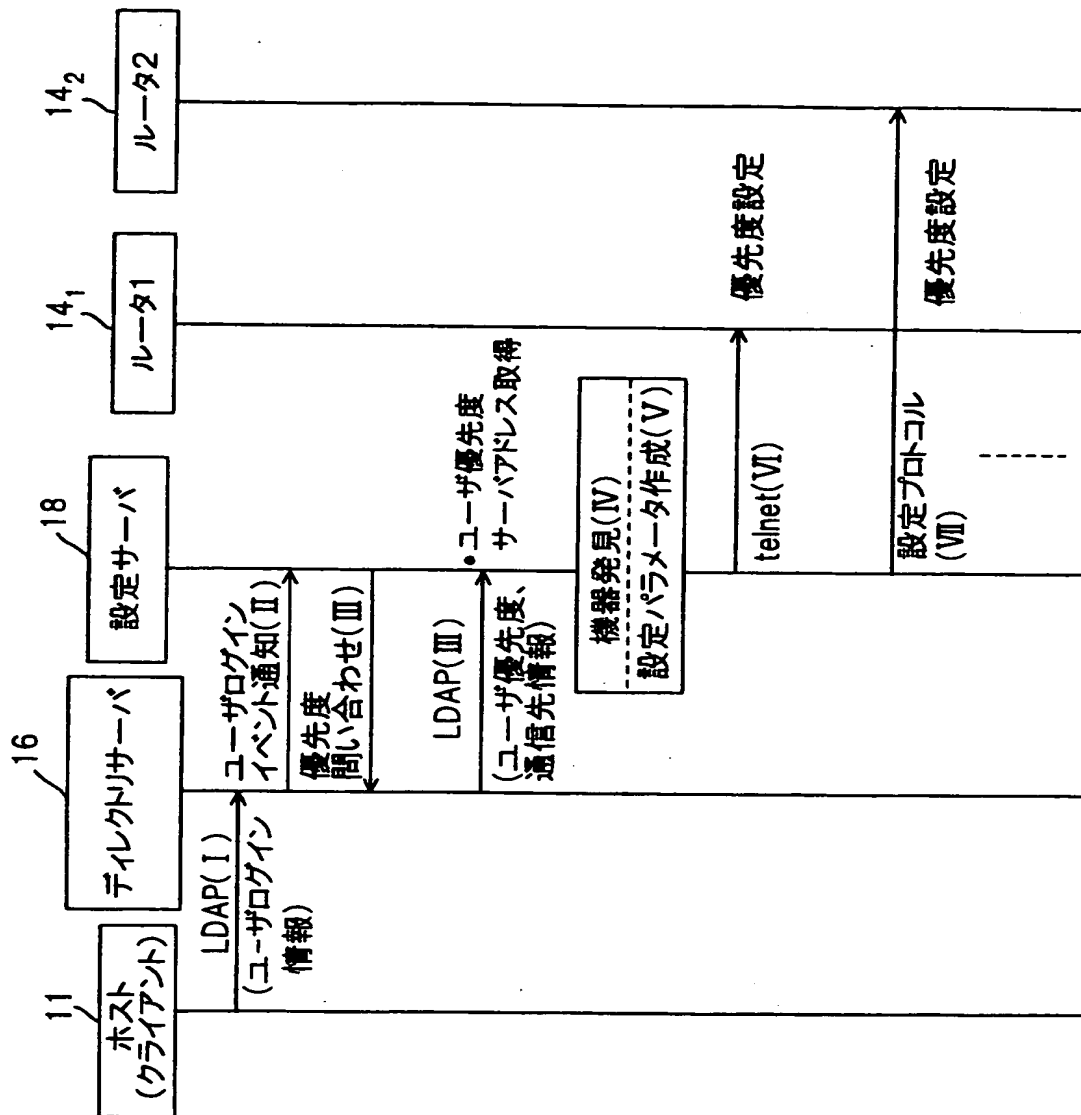 11
ホスト
(クライアント)
16
ディレクトリサーバ
18
設定サーバ
14₁
ルータ1
14₂
ルータ2
LDAP(Ⅰ)
(ユーザログイン
情報)
ユーザログイン
イベント通知(Ⅱ)
優先度
問い合わせ(Ⅲ)
LDAP(Ⅲ)
(ユーザ優先度、
通信先情報)
•ユーザ優先度
サーバアドレス取得
機器発見(Ⅳ)
設定パラメータ作成(Ⅴ)
telnet(Ⅵ)
優先度設定
設定プロトコル
(Ⅶ)
優先度設定